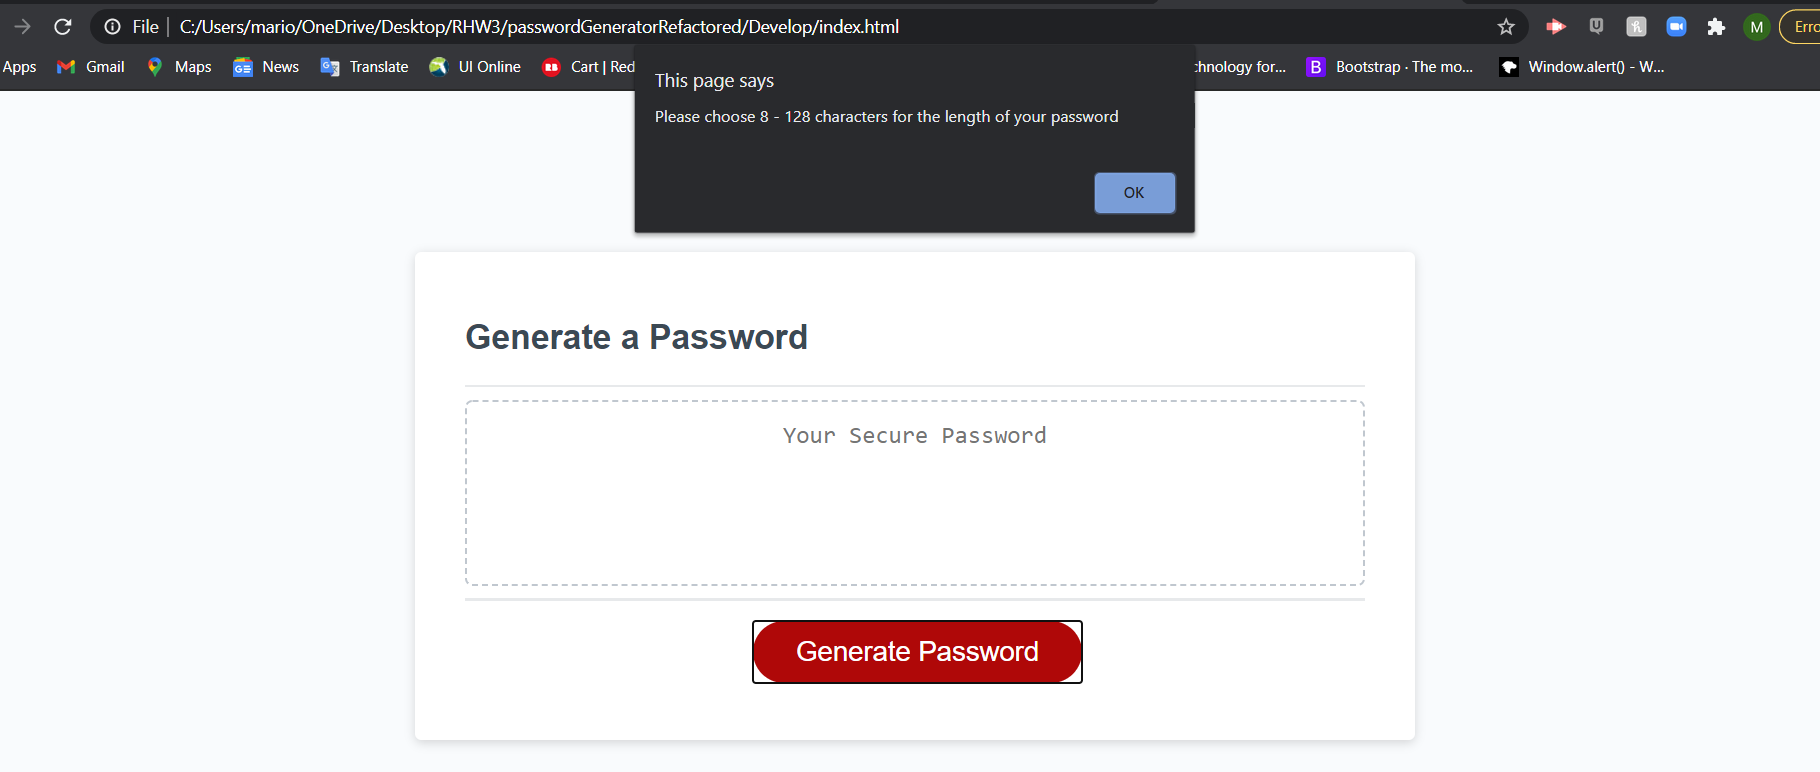 File C:/Users/mario/OneDrive/Desktop/RHW3/passwordGeneratorRefactored/Develop/index.html M Erro
Apps Gmail Maps GE News G Translate UI Online RB Cart | Red chnology for... B Bootstrap · The mo... Window.alert() - W...
This page says
Please choose 8 - 128 characters for the length of your password
OK
Generate a Password
Your Secure Password
Generate Password